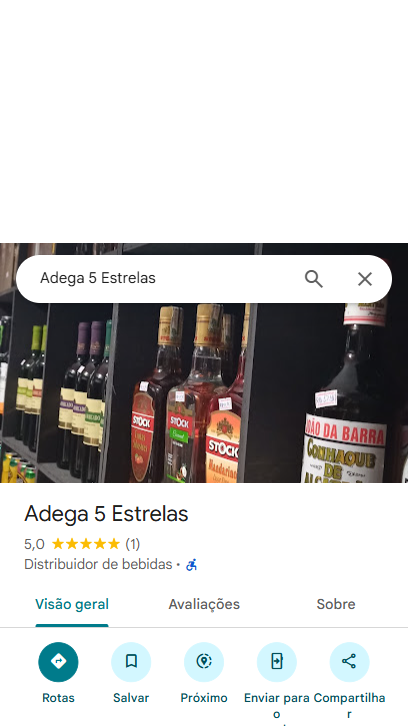 Adega 5 Estrelas
STOCK
STOCK
STOCK
JOÃO DA BARRA
CONHAQUE
DE
Adega 5 Estrelas
5,0 (1)
Distribuidor de bebidas ·
Visão geral Avaliações Sobre
Rotas Salvar Próximo Enviar para Compartilha
o r